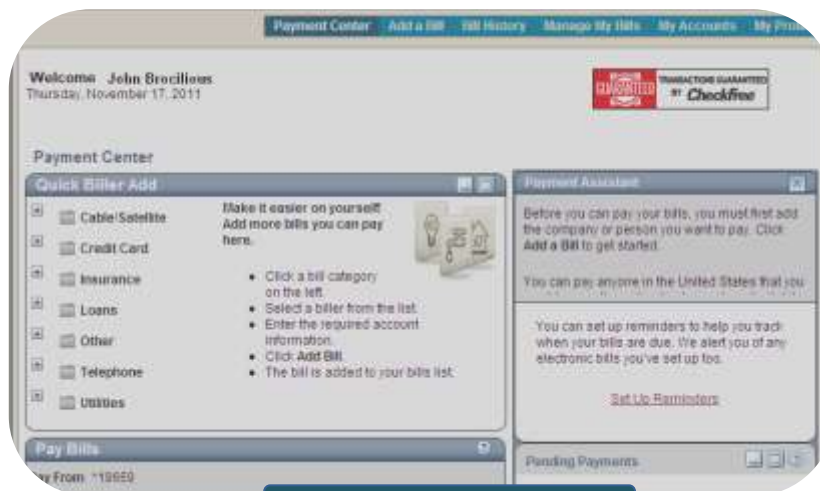 Payment Center Add a Bill Bill History Manage My Bills My Accounts My
Welcome John Brocilious
Thursday, November 17, 2011
GUARANTEED
TRANSACTIONS GUARANTEED
BY Checkfree
Payment Center
Quick Biller Add
Cable/Satellite
Credit Card
Insurance
Loans
Other
Telephone
Utilities
Make it easier on yourself!
Add more bills you can pay
here.
Click a bill category
on the left.
Select a biller from the list.
Enter the required account
information.
Click Add Bill.
The bill is added to your bills list.
Payment Assistant
Before you can pay your bills, you must first add
the company or person you want to pay. Click
Add a Bill to get started.
You can pay anyone in the United States that you
You can set up reminders to help you track
when your bills are due. We alert you of any
electronic bills you've set up too.
Set Up Reminders
Pay Bills
From
Pending Payments